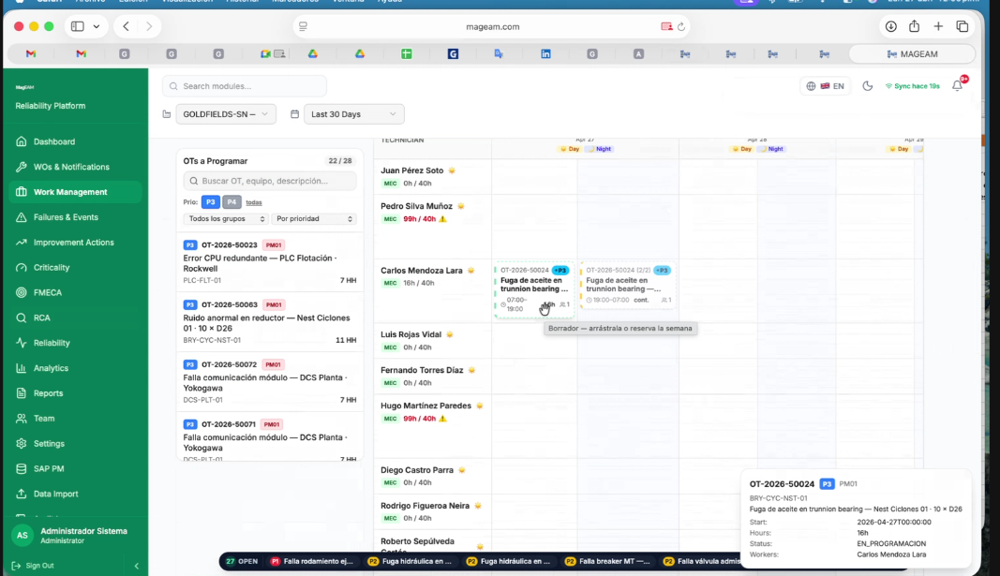 mageam.com
MAGEAM
MagEAM
Reliability Platform
Search modules...
EN
Sync hace 19s
9+
GOLDFIELDS-SN —
Last 30 Days
Dashboard
WOs & Notifications
Work Management
Failures & Events
Improvement Actions
Criticality
FMECA
RCA
Reliability
Analytics
Reports
Team
Settings
SAP PM
Data Import
AS
Administrador Sistema
Administrator
Sign Out
OTs a Programar
22 / 28
Buscar OT, equipo, descripción...
Prio: P3 P4 todas
Todos los grupos
Por prioridad
P3 OT-2026-50023 PM01
Error CPU redundante — PLC Flotación ·
Rockwell
PLC-FLT-01 7 HH
P3 OT-2026-50063 PM01
Ruido anormal en reductor — Nest Ciclones
01 · 10 × D26
BRY-CYC-NST-01 11 HH
P3 OT-2026-50072 PM01
Falla comunicación módulo — DCS Planta ·
Yokogawa
DCS-PLT-01 7 HH
P3 OT-2026-50071 PM01
Falla comunicación módulo — DCS Planta ·
Yokogawa
DCS-PLT-01 7 HH
TECHNICIAN
Apr 27
Day Night
Apr 28
Day Night
Apr 29
Day
Juan Pérez Soto
MEC 0h / 40h
Pedro Silva Muñoz
MEC 99h / 40h
Carlos Mendoza Lara
MEC 16h / 40h
OT-2026-50024 P3
Fuga de aceite en
trunnion bearing ...
07:00-
19:00
1
OT-2026-50024 (2/2) P3
Fuga de aceite en
trunnion bearing —...
19:00-07:00 cont. 1
Borrador — arrástrala o reserva la semana
Luis Rojas Vidal
MEC 0h / 40h
Fernando Torres Díaz
MEC 0h / 40h
Hugo Martínez Paredes
MEC 99h / 40h
Diego Castro Parra
MEC 0h / 40h
Rodrigo Figueroa Neira
MEC 0h / 40h
Roberto Sepúlveda
OT-2026-50024 P3 PM01
BRY-CYC-NST-01
Fuga de aceite en trunnion bearing — Nest Ciclones 01 · 10 × D26
Start: 2026-04-27T00:00:00
Hours: 16h
Status: EN_PROGRAMACION
Workers: Carlos Mendoza Lara
27 OPEN
P1 Falla rodamiento ej...
P2 Fuga hidráulica en ...
P2 Fuga hidráulica en ...
P2 Falla breaker MT —...
P2 Falla válvula admis